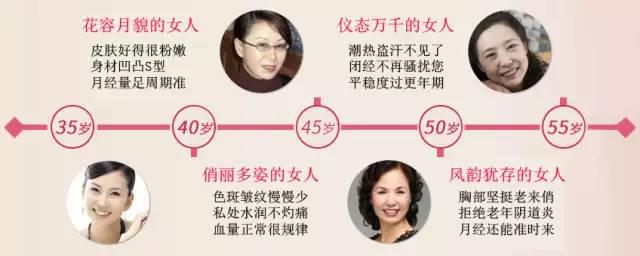 花容月貌的女人
皮肤好得很粉嫩
身材凹凸S型
月经量足周期准
仪态万千的女人
潮热盗汗不见了
闭经不再骚扰您
平稳度过更年期
35岁
40岁
45岁
50岁
55岁
俏丽多姿的女人
色斑皱纹慢慢少
私处水润不灼痛
血量正常很规律
风韵犹存的女人
胸部坚挺老来俏
拒绝老年阴道炎
月经还能准时来